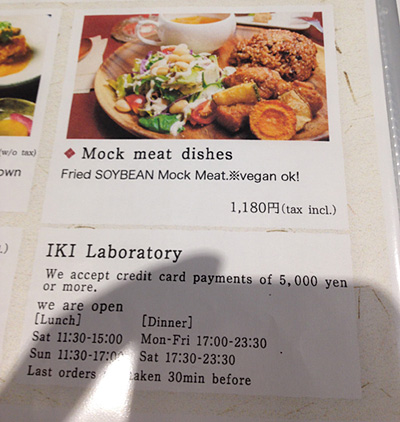 w/o tax)
own
◆ Mock meat dishes
Fried SOYBEAN Mock Meat.※vegan ok!
1,180円(tax incl.)
.)
IKI Laboratory
We accept credit card payments of 5,000 yen
or more.
we are open
[Lunch] [Dinner]
Sat 11:30-15:00 Mon-Fri 17:00-23:30
Sun 11:30-17:00 Sat 17:30-23:30
Last orders taken 30min before